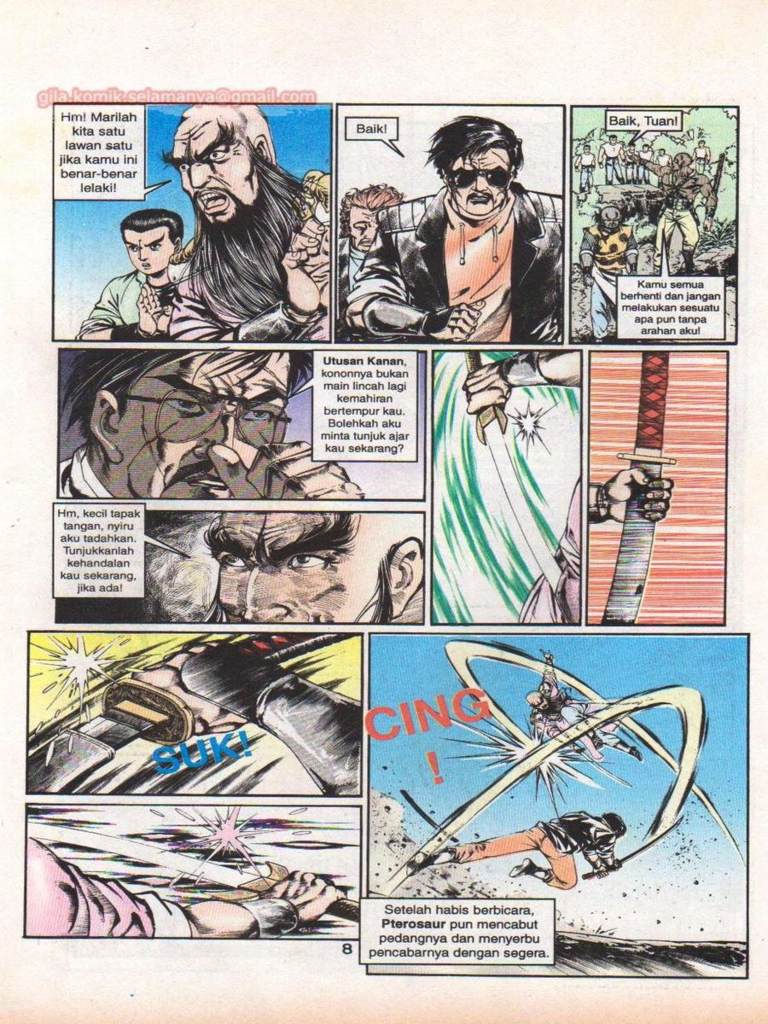 gila.komik.selamanya@gmail.com
Hm! Marilah
kita satu
lawan satu
jika kamu ini
benar-benar
lelaki!
Baik!
Baik, Tuan!
Kamu semua
berhenti dan jangan
melakukan sesuatu
apa pun tanpa
arahan aku!
Utusan Kanan,
kononnya bukan
main lincah lagi
kemahiran
bertempur kau.
Bolehkah aku
minta tunjuk ajar
kau sekarang?
Hm, kecil tapak
tangan, nyiru
aku tadahkan.
Tunjukkanlah
kehandalan
kau sekarang,
jika ada!
SUK!
CING
!
Setelah habis berbicara,
Pterosaur pun mencabut
pedangnya dan menyerbu
pencabarnya dengan segera.
8